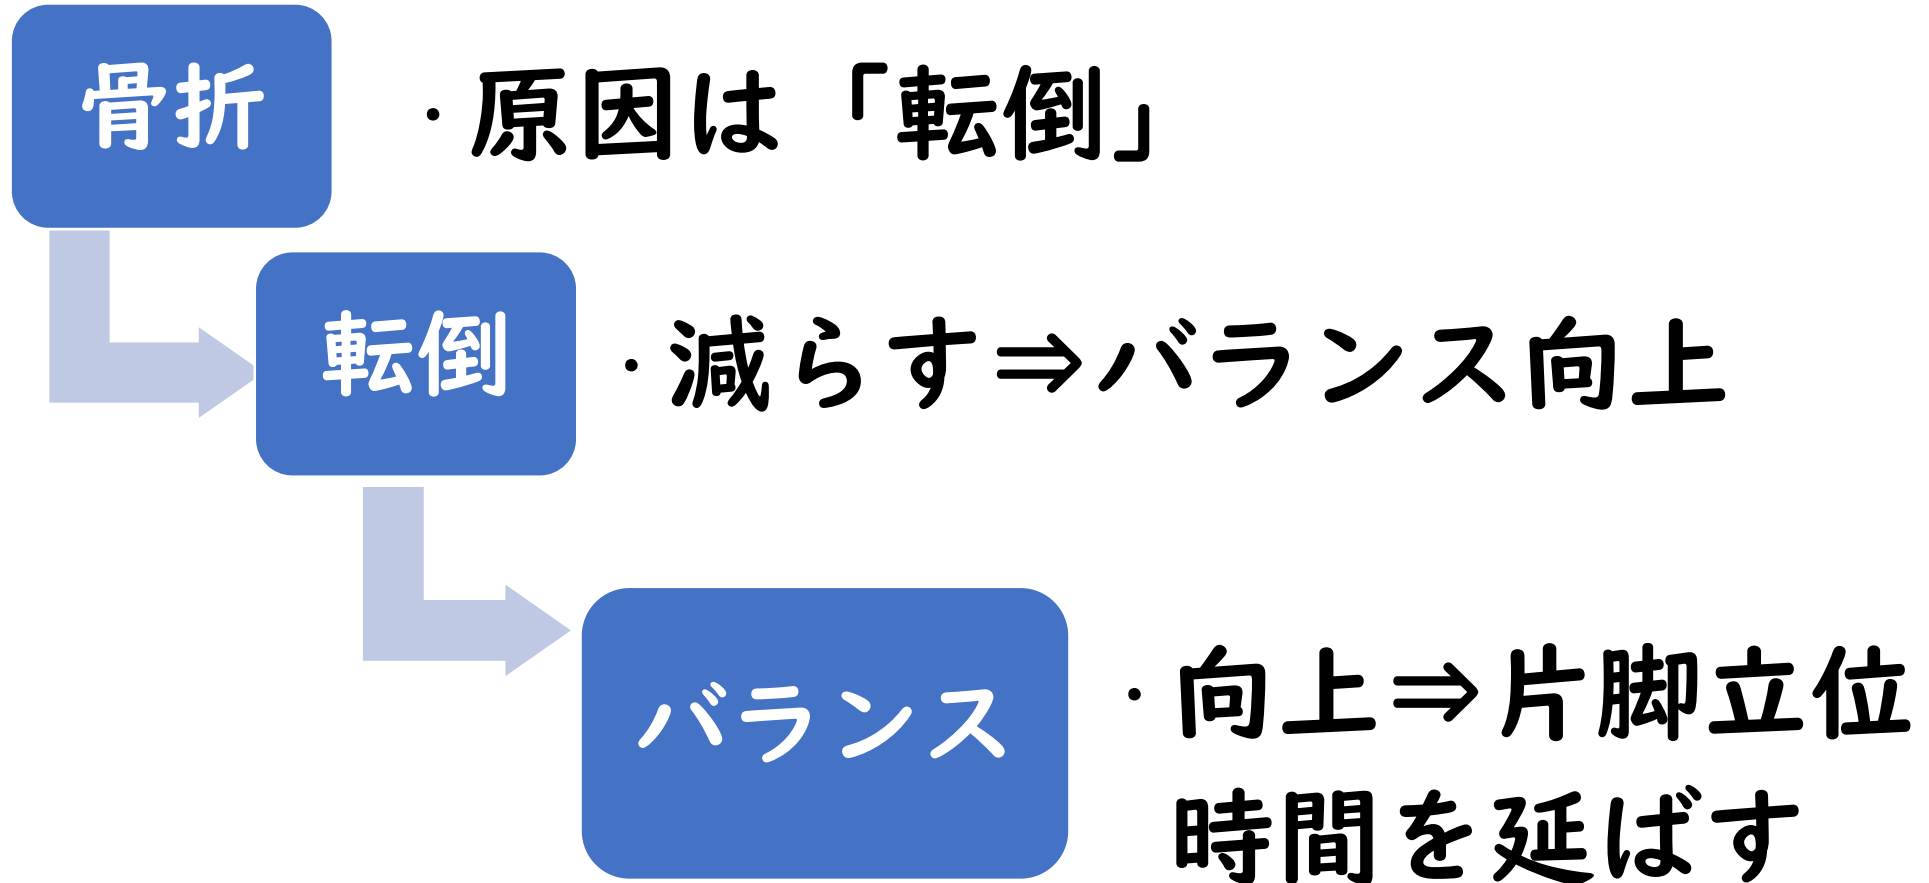 骨折
・原因は「転倒」
転倒
・減らす⇒バランス向上
バランス
・向上⇒片脚立位
時間を延ばす